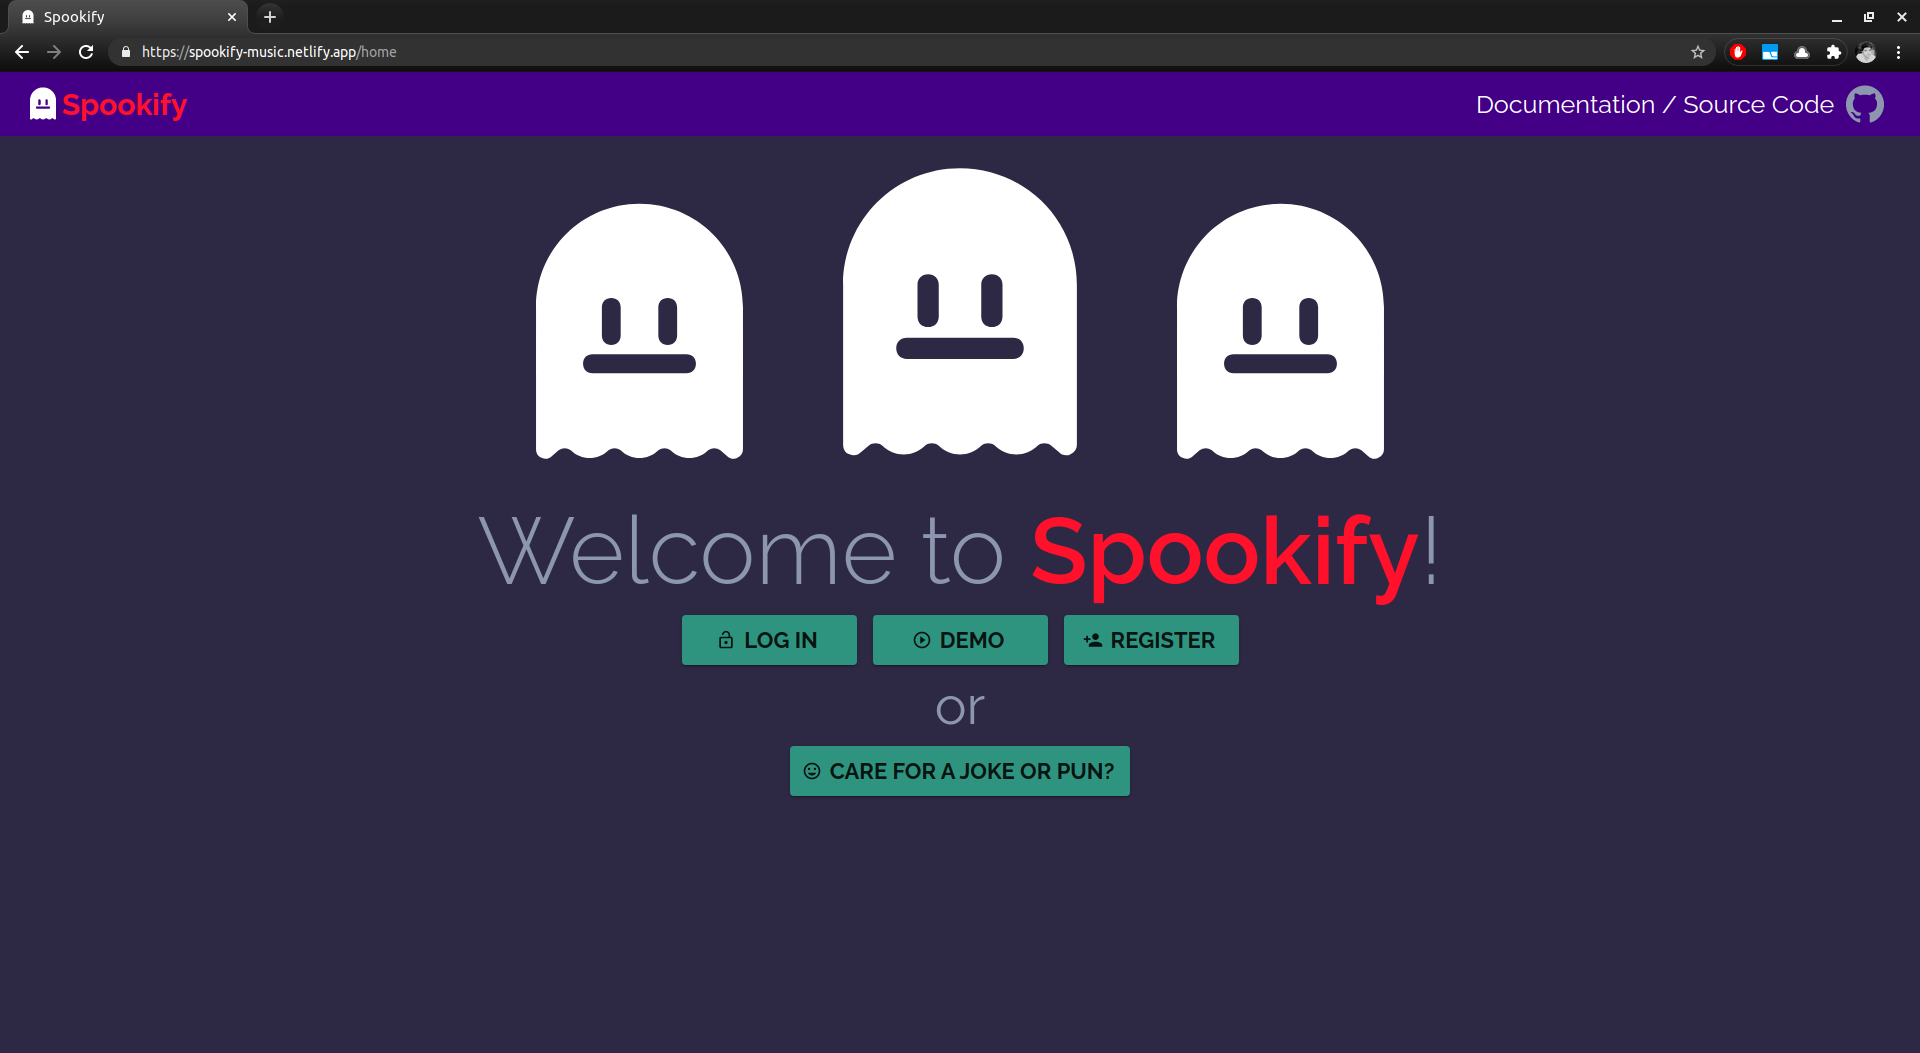 Spookify
https://spookify-music.netlify.app/home
Spookify
Documentation / Source Code
Welcome to Spookify!
LOG IN
DEMO
REGISTER
or
CARE FOR A JOKE OR PUN?